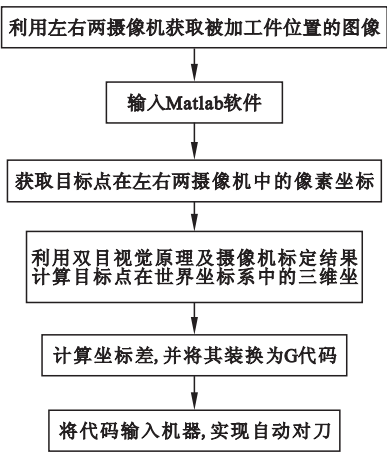 利用左右两摄像机获取被加工件位置的图像
输入Matlab软件
获取目标点在左右两摄像机中的像素坐标
利用双目视觉原理及摄像机标定结果
计算目标点在世界坐标系中的三维坐
计算坐标差,并将其装换为G代码
将代码输入机器,实现自动对刀